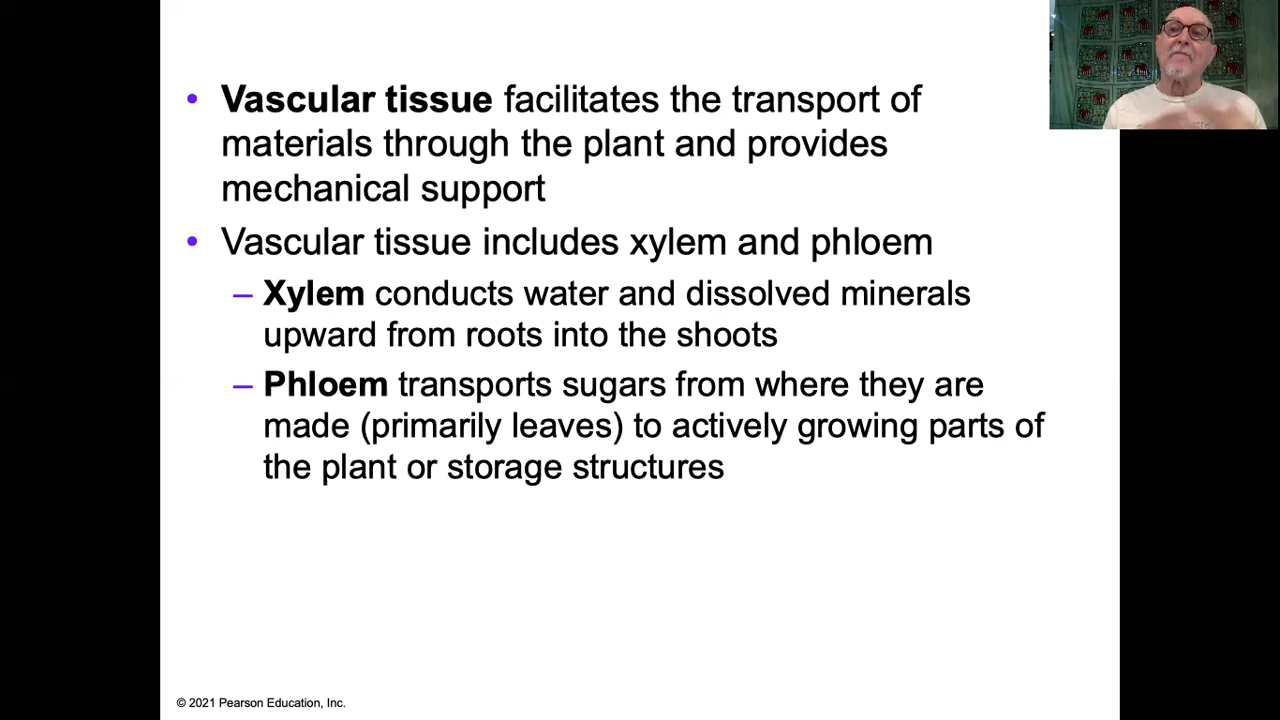 • Vascular tissue facilitates the transport of
materials through the plant and provides
mechanical support
• Vascular tissue includes xylem and phloem
– Xylem conducts water and dissolved minerals
upward from roots into the shoots
– Phloem transports sugars from where they are
made (primarily leaves) to actively growing parts of
the plant or storage structures
© 2021 Pearson Education, Inc.